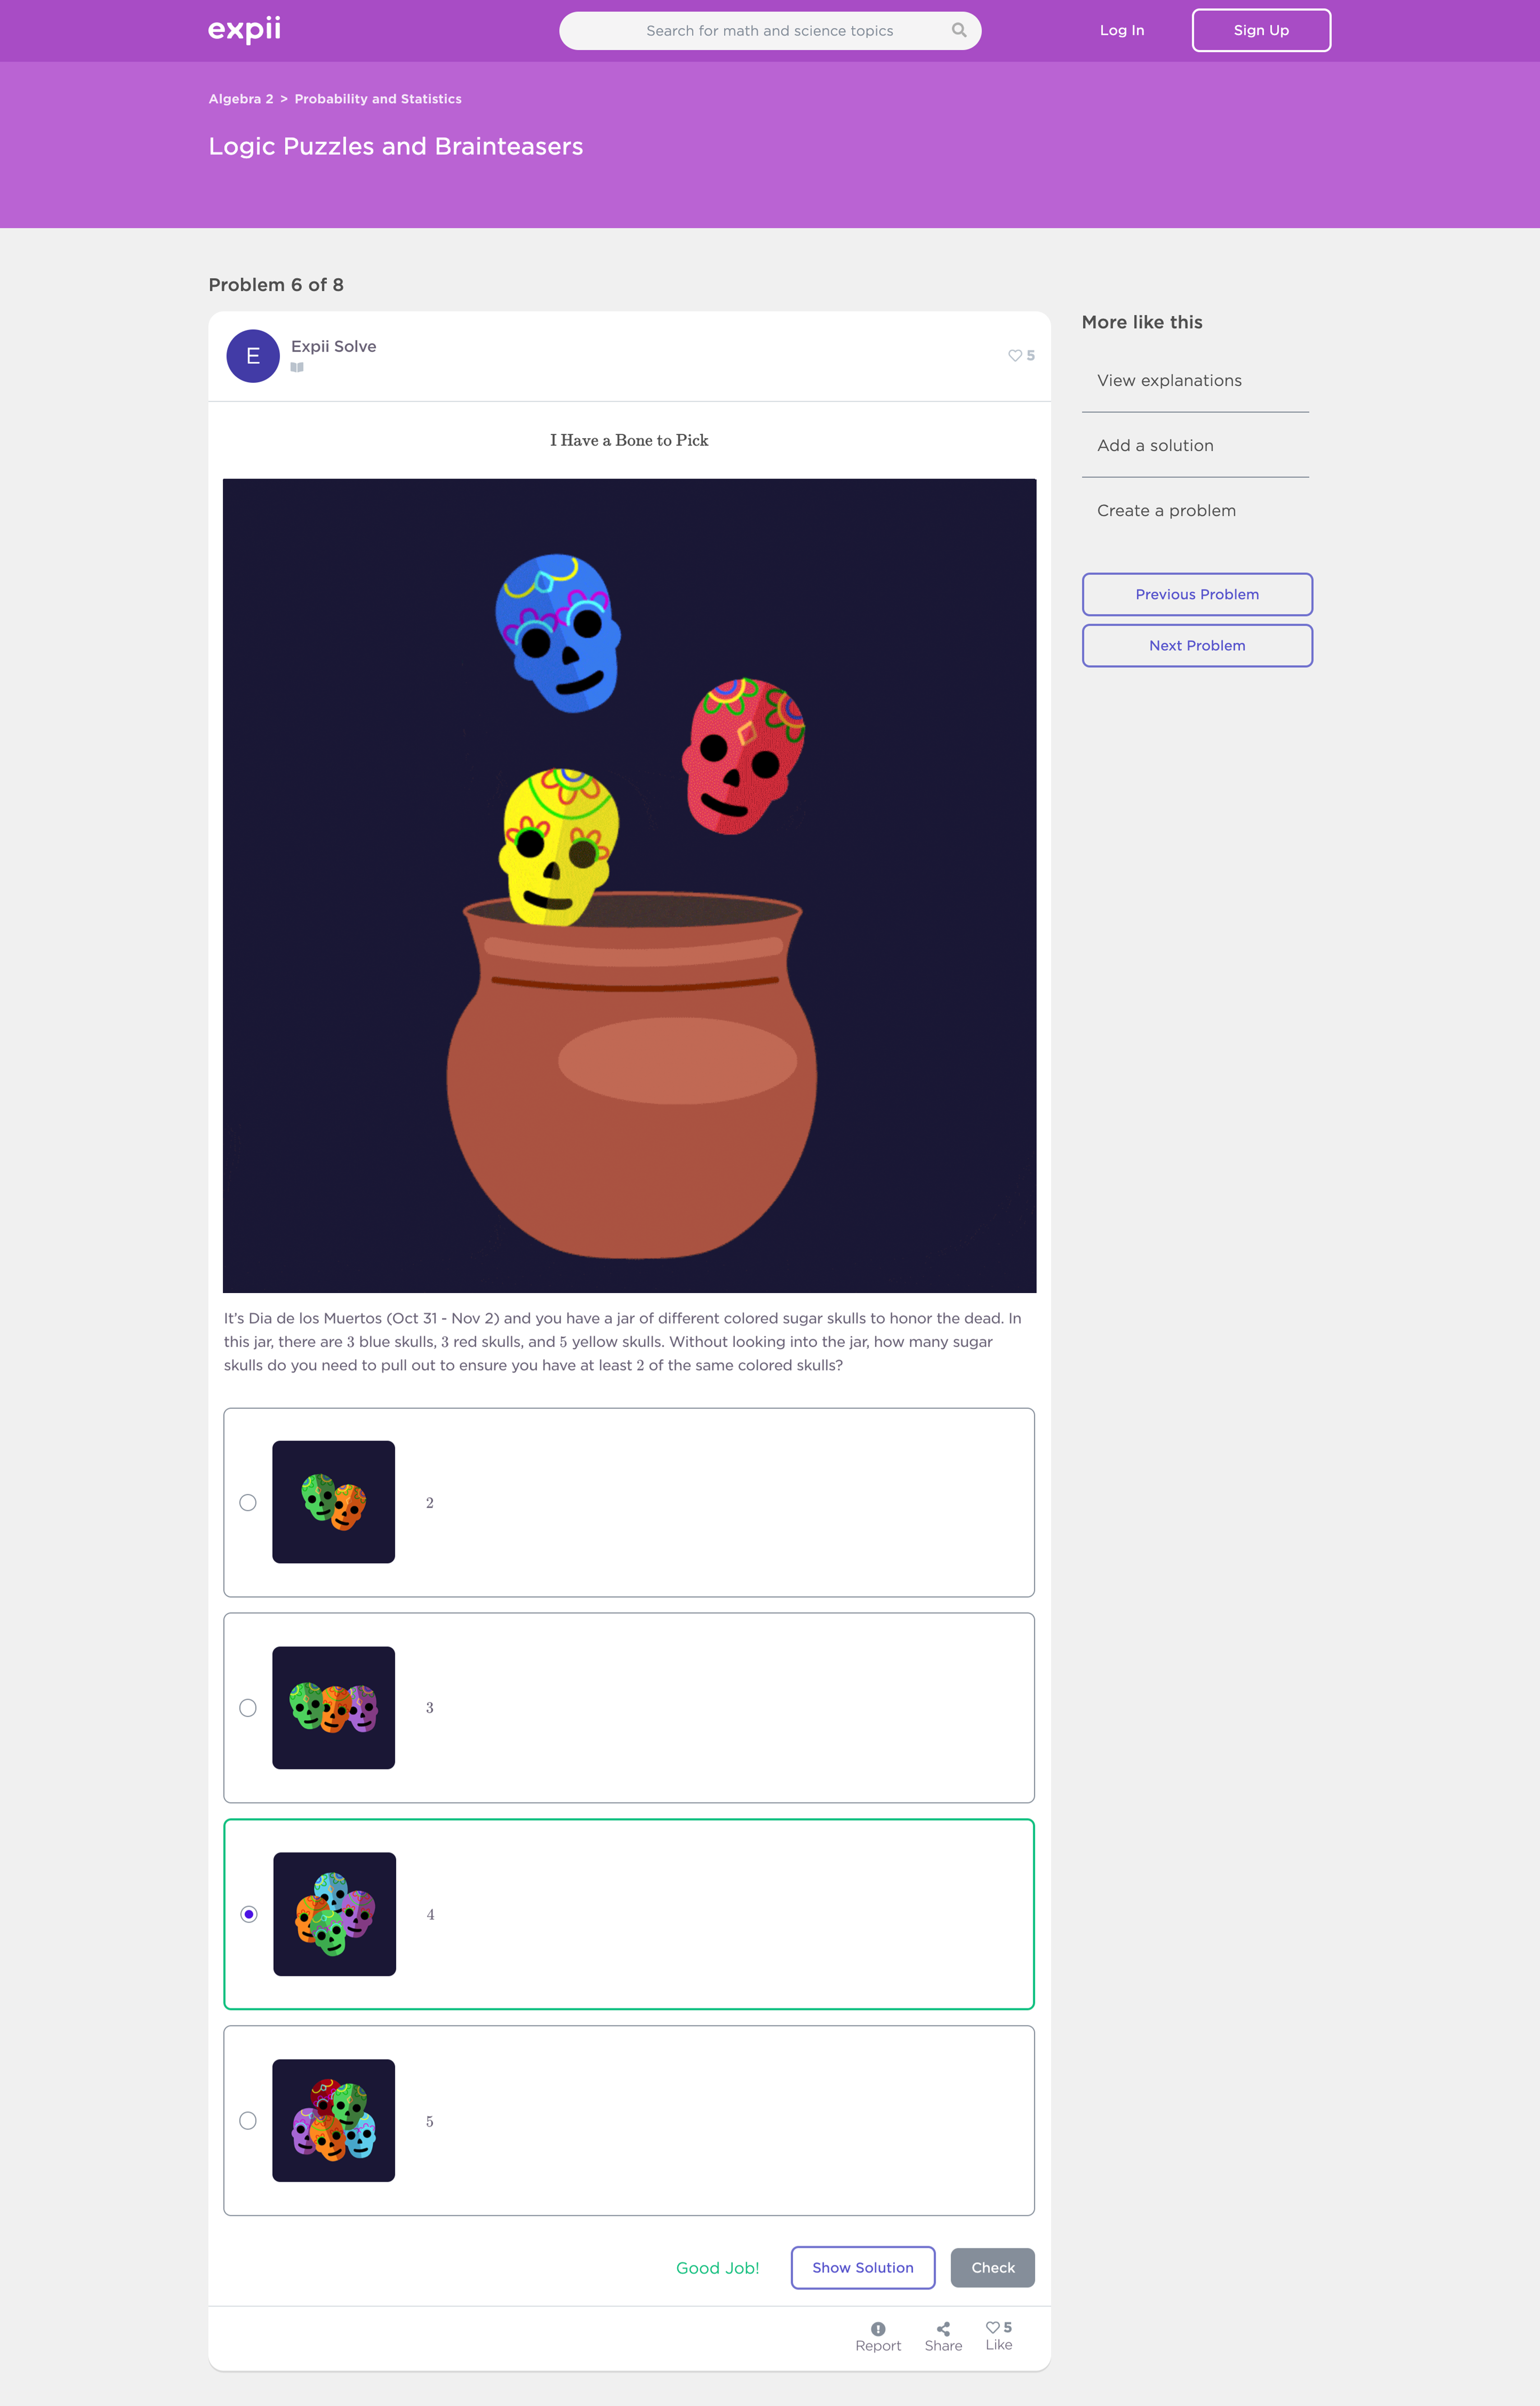 expii
Search for math and science topics
Log In
Sign Up
Algebra 2 > Probability and Statistics
Logic Puzzles and Brainteasers
Problem 6 of 8
E
Expii Solve
5
I Have a Bone to Pick
It's Dia de los Muertos (Oct 31 - Nov 2) and you have a jar of different colored sugar skulls to honor the dead. In
this jar, there are 3 blue skulls, 3 red skulls, and 5 yellow skulls. Without looking into the jar, how many sugar
skulls do you need to pull out to ensure you have at least 2 of the same colored skulls?
2
3
4
5
Good Job!
Show Solution
Check
Report
Share
5
Like
More like this
View explanations
Add a solution
Create a problem
Previous Problem
Next Problem